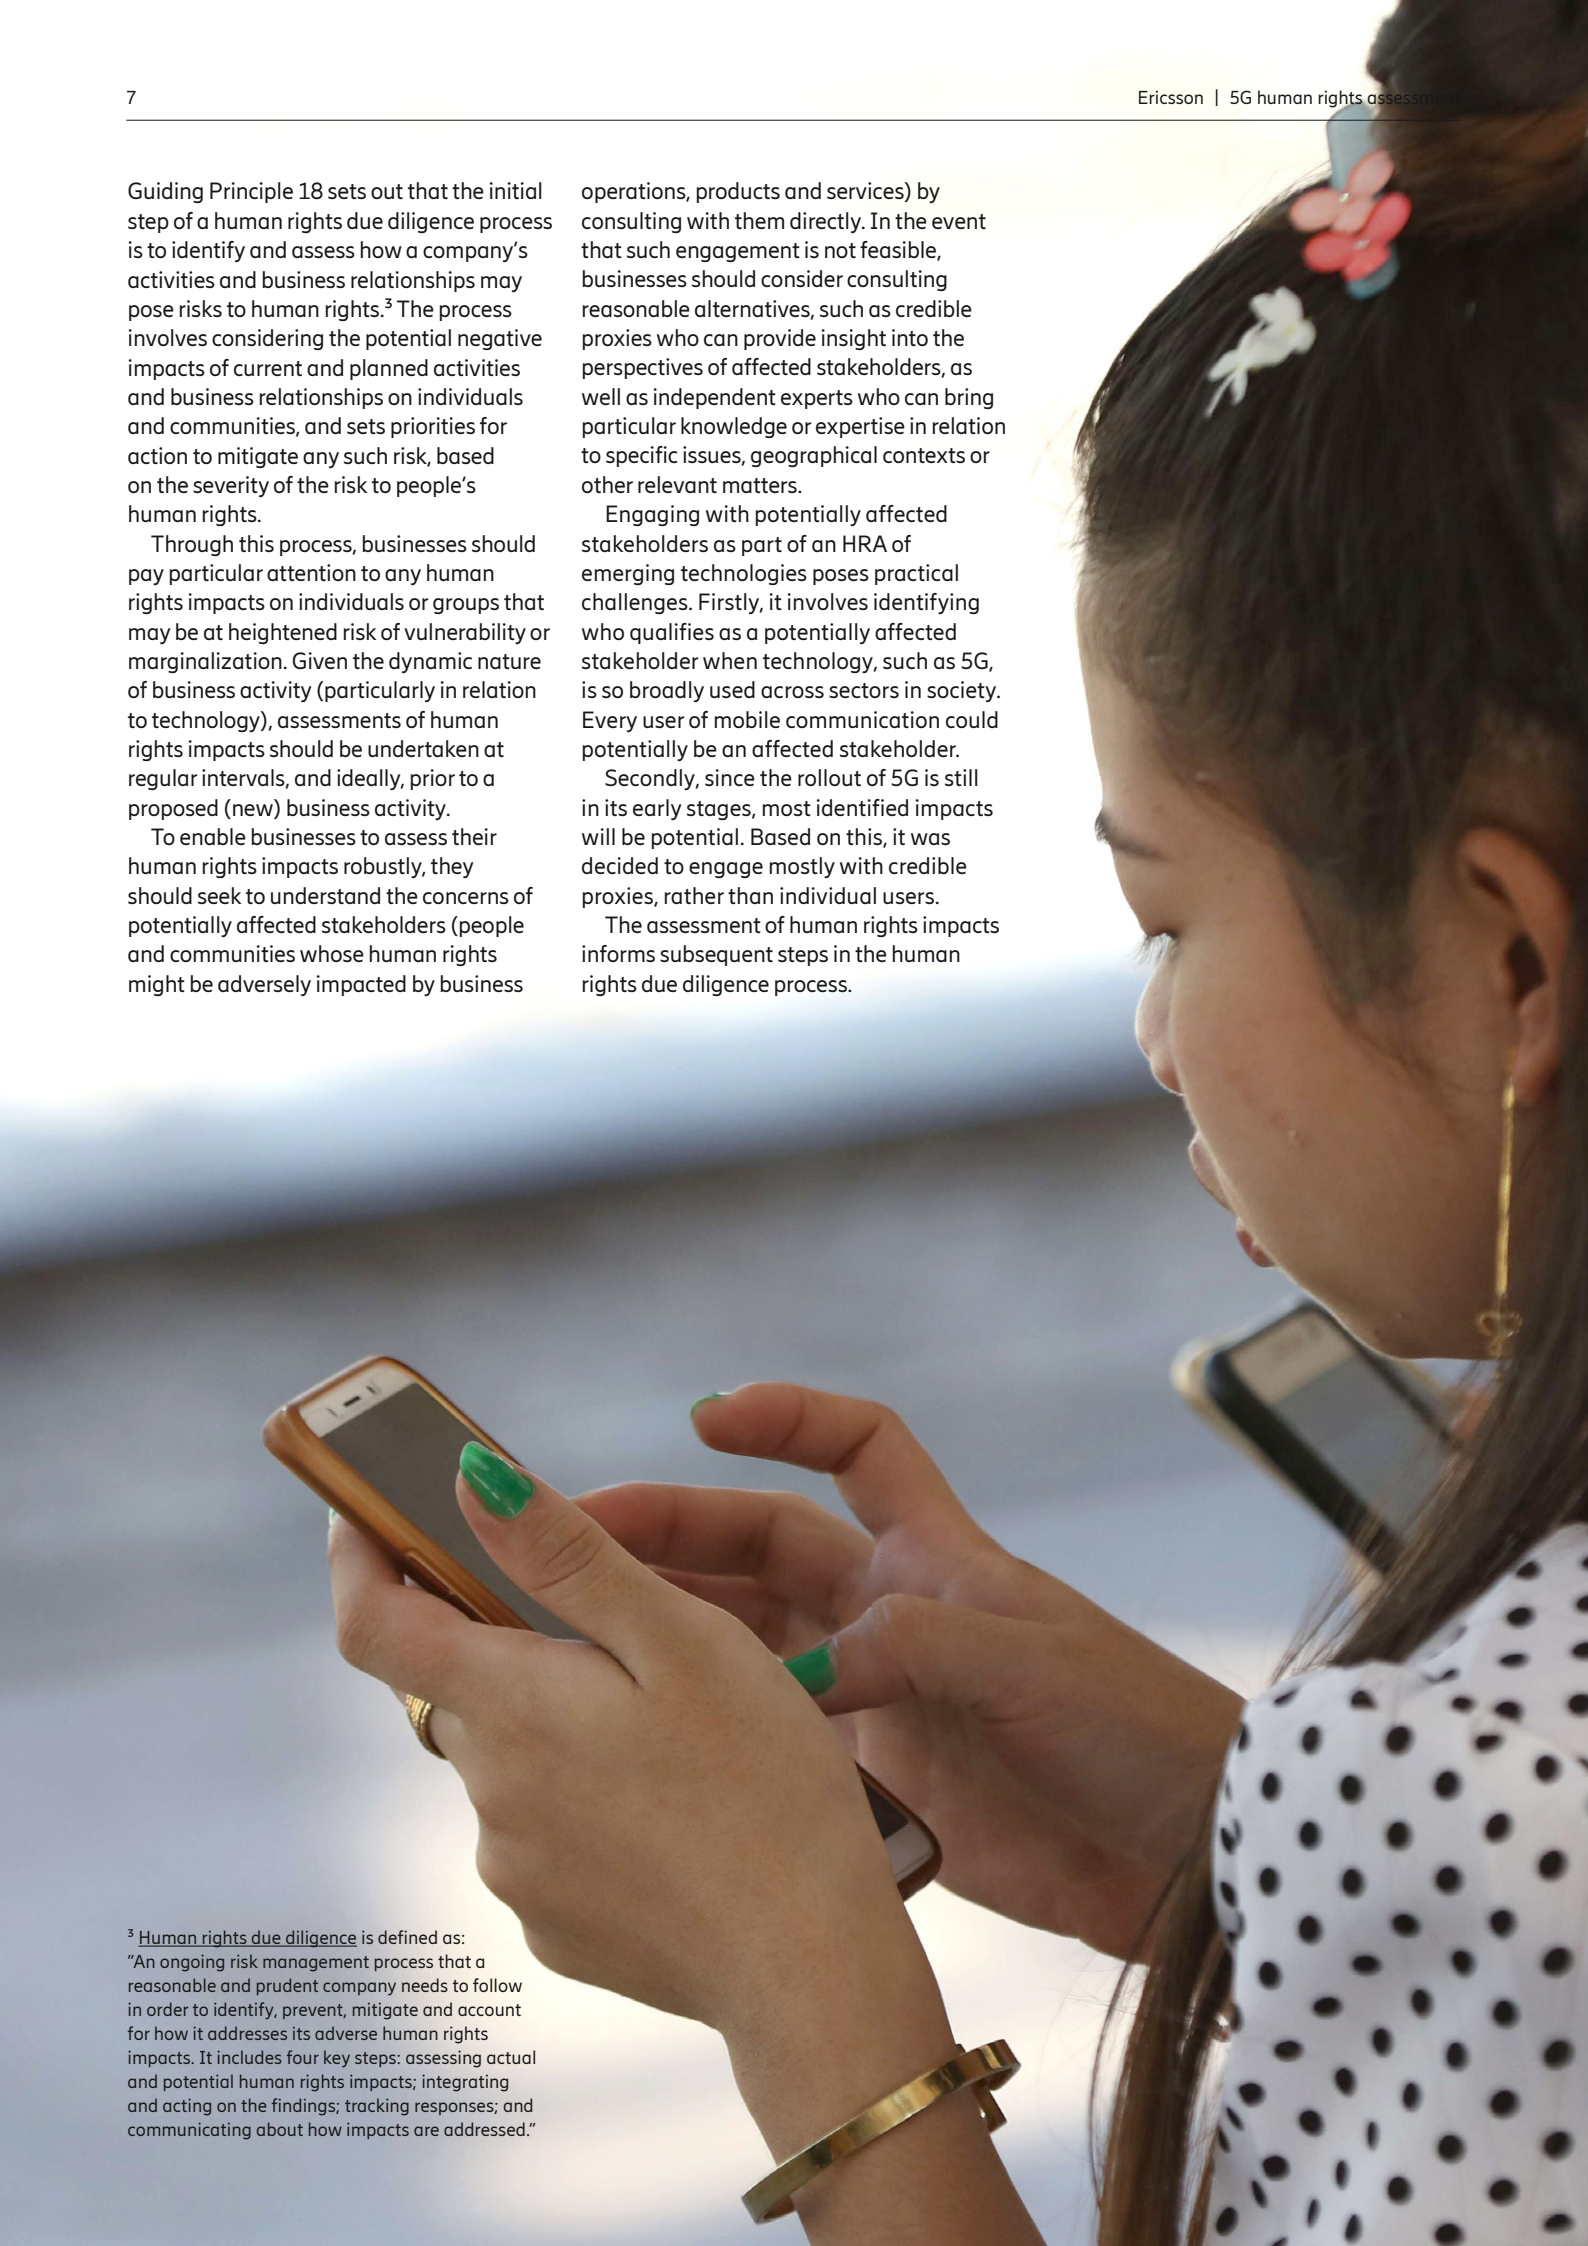 7
Ericsson | 5G human rights assessment
Guiding Principle 18 sets out that the initial
step of a human rights due diligence process
is to identify and assess how a company’s
activities and business relationships may
pose risks to human rights.³ The process
involves considering the potential negative
impacts of current and planned activities
and business relationships on individuals
and communities, and sets priorities for
action to mitigate any such risk, based
on the severity of the risk to people’s
human rights.
Through this process, businesses should
pay particular attention to any human
rights impacts on individuals or groups that
may be at heightened risk of vulnerability or
marginalization. Given the dynamic nature
of business activity (particularly in relation
to technology), assessments of human
rights impacts should be undertaken at
regular intervals, and ideally, prior to a
proposed (new) business activity.
To enable businesses to assess their
human rights impacts robustly, they
should seek to understand the concerns of
potentially affected stakeholders (people
and communities whose human rights
might be adversely impacted by business
operations, products and services) by
consulting with them directly. In the event
that such engagement is not feasible,
businesses should consider consulting
reasonable alternatives, such as credible
proxies who can provide insight into the
perspectives of affected stakeholders, as
well as independent experts who can bring
particular knowledge or expertise in relation
to specific issues, geographical contexts or
other relevant matters.
Engaging with potentially affected
stakeholders as part of an HRA of
emerging technologies poses practical
challenges. Firstly, it involves identifying
who qualifies as a potentially affected
stakeholder when technology, such as 5G,
is so broadly used across sectors in society.
Every user of mobile communication could
potentially be an affected stakeholder.
Secondly, since the rollout of 5G is still
in its early stages, most identified impacts
will be potential. Based on this, it was
decided to engage mostly with credible
proxies, rather than individual users.
The assessment of human rights impacts
informs subsequent steps in the human
rights due diligence process.
³ Human rights due diligence is defined as:
“An ongoing risk management process that a
reasonable and prudent company needs to follow
in order to identify, prevent, mitigate and account
for how it addresses its adverse human rights
impacts. It includes four key steps: assessing actual
and potential human rights impacts; integrating
and acting on the findings; tracking responses; and
communicating about how impacts are addressed.”